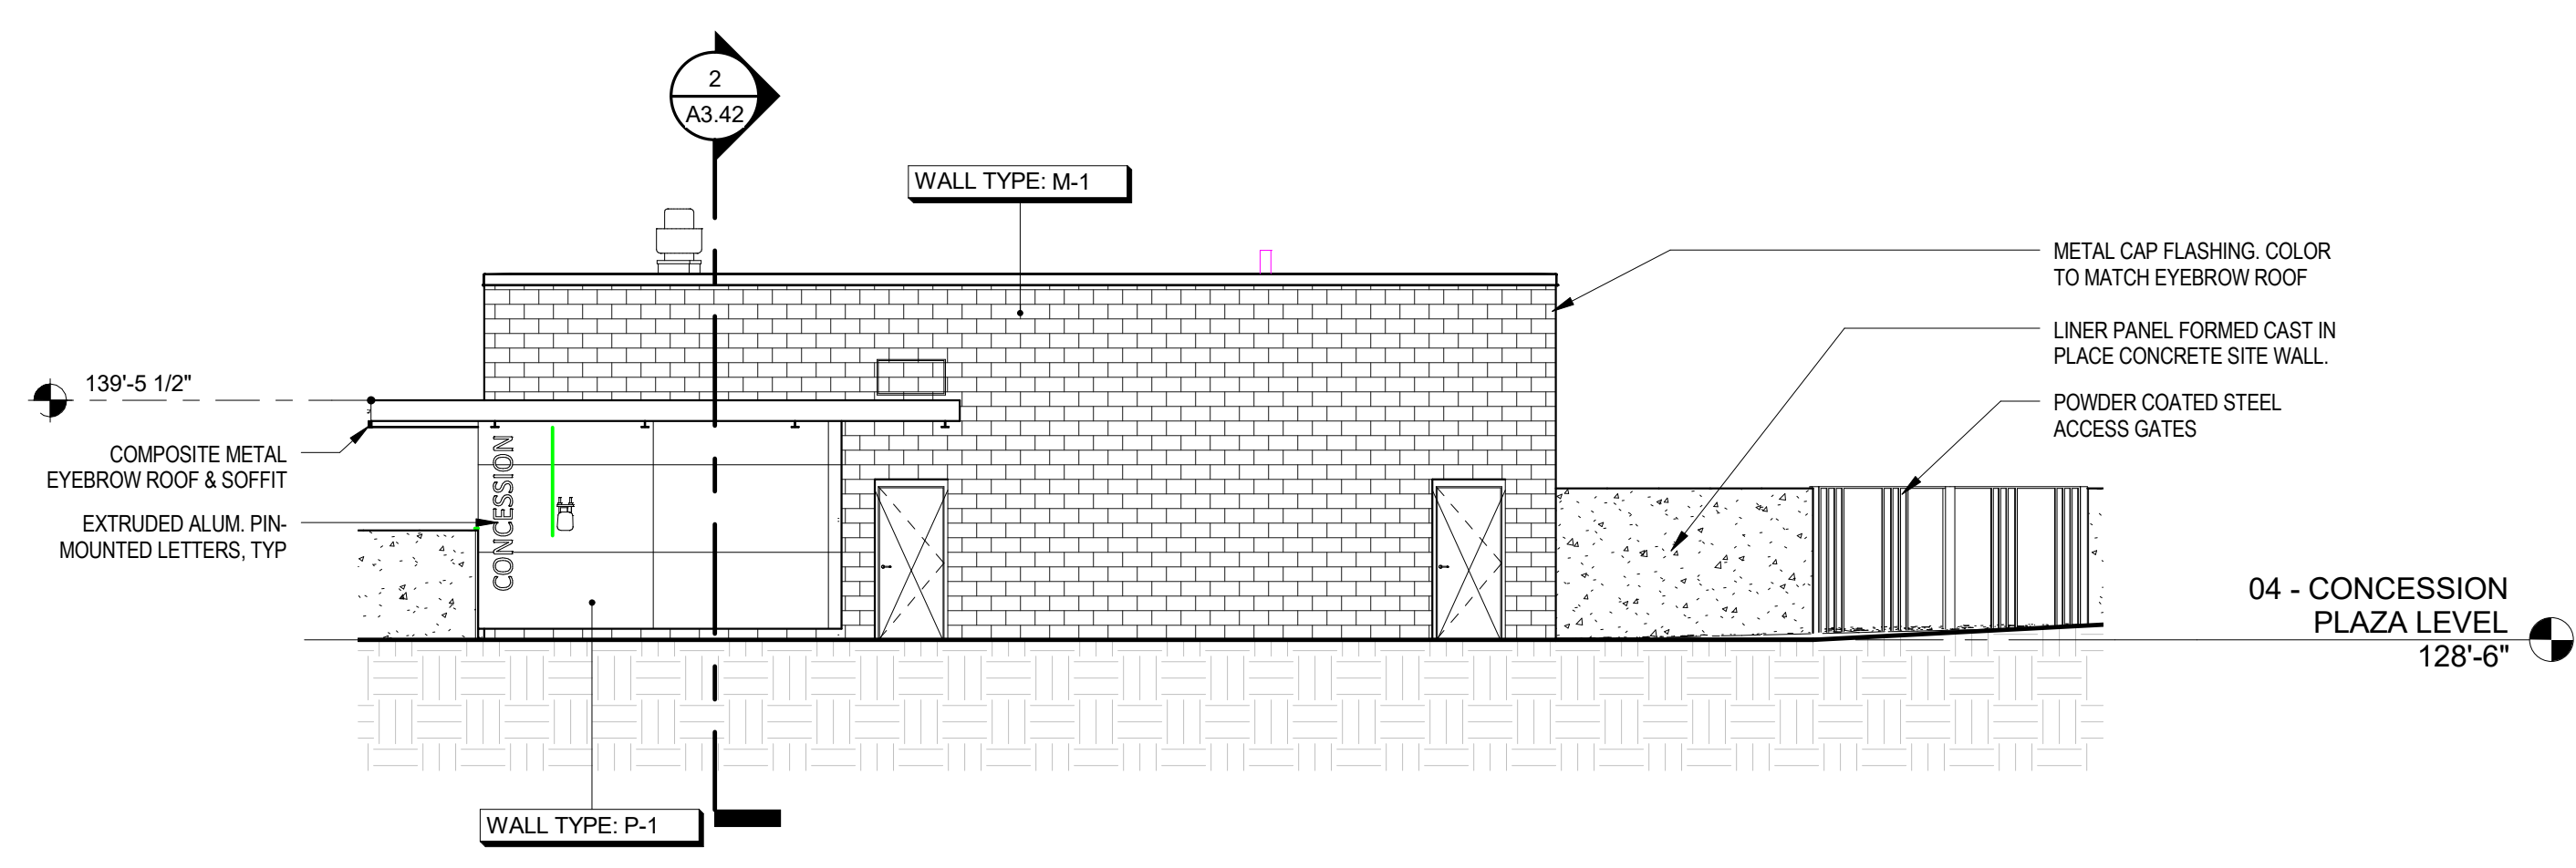 2
A3.42
WALL TYPE: M-1
METAL CAP FLASHING. COLOR
TO MATCH EYEBROW ROOF
LINER PANEL FORMED CAST IN
PLACE CONCRETE SITE WALL.
POWDER COATED STEEL
ACCESS GATES
139'-5 1/2"
COMPOSITE METAL
EYEBROW ROOF & SOFFIT
EXTRUDED ALUM. PIN-
MOUNTED LETTERS, TYP
CONCESSION
04 - CONCESSION
PLAZA LEVEL
128'-6"
WALL TYPE: P-1